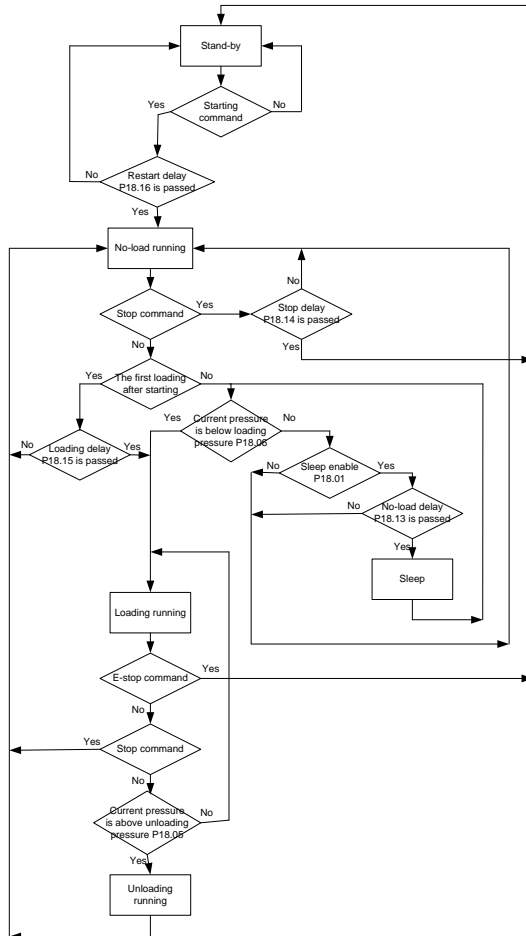 Stand-by
Starting
command
Yes
No
Restart delay
P18.16 is passed
No
Yes
No-load running
Stop command
Yes
No
Stop delay
P18.14 is passed
No
Yes
The first loading
after starting
Yes
No
Loading delay
P18.15 is passed
No
Yes
Current pressure
is below loading
pressure P18.06
Yes
No
Sleep enable
P18.01
No
Yes
No-load delay
P18.13 is passed
No
Yes
Sleep
Loading running
E-stop command
Yes
No
Stop command
Yes
No
Current pressure
is above unloading
pressure P18.05
No
Yes
Unloading
running